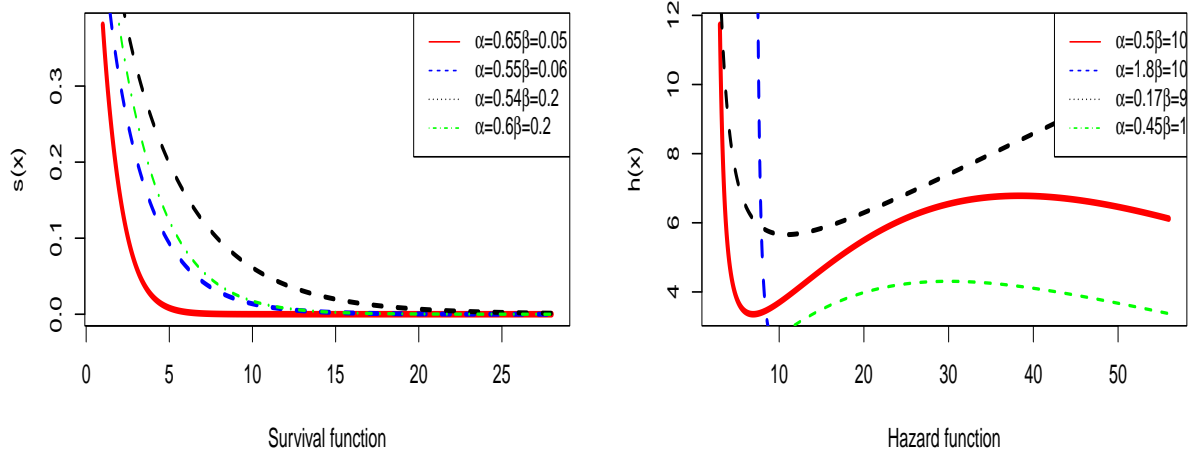 α=0.65β=0.05
α=0.55β=0.06
α=0.54β=0.2
α=0.6β=0.2
s(x)
0.0
0.1
0.2
0.3
0 5 10 15 20 25
Survival function
α=0.5β=10
α=1.8β=10
α=0.17β=9
α=0.45β=1
h(x)
4
6
8
10
12
10 20 30 40 50
Hazard function